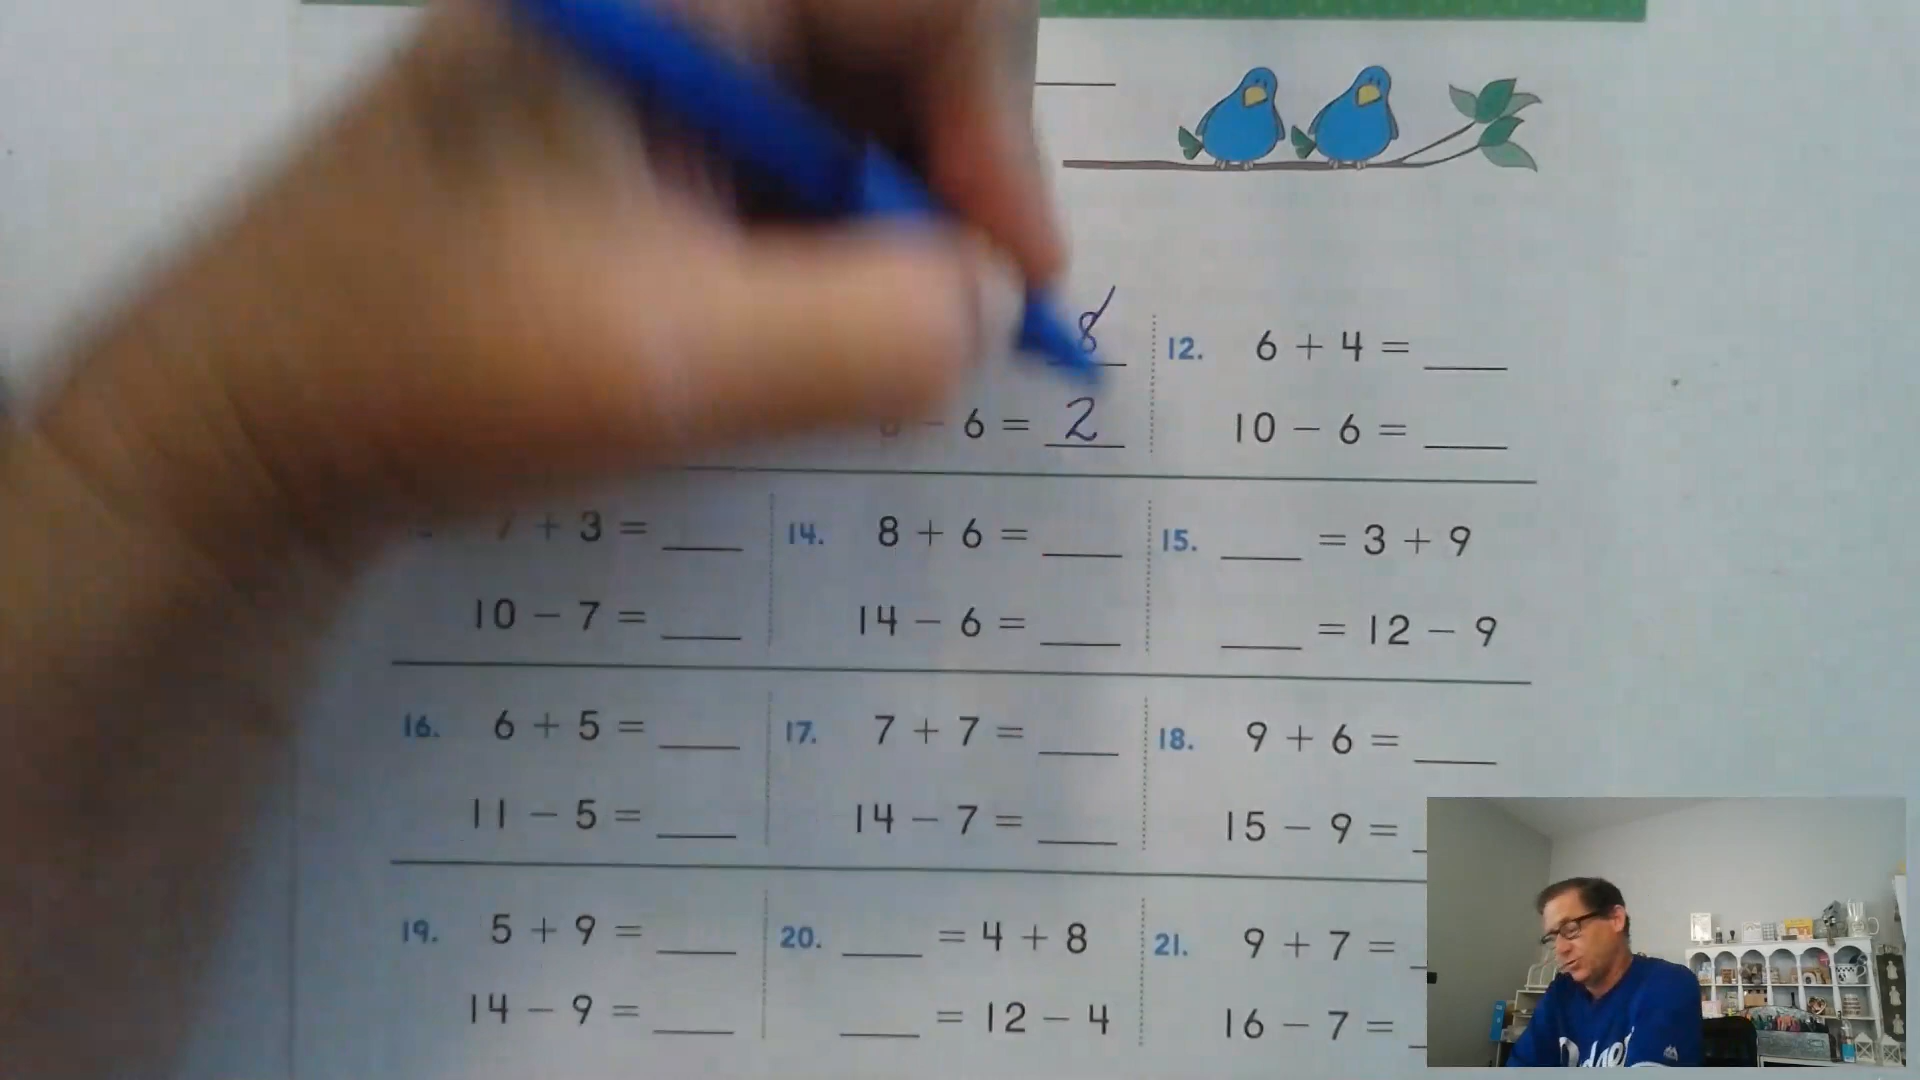 8
12. 6 + 4 = ____
- 6 = 2
10 - 6 = ____
7 + 3 = ____
14. 8 + 6 = ____
15. ____ = 3 + 9
10 - 7 = ____
14 - 6 = ____
____ = 12 - 9
16. 6 + 5 = ____
17. 7 + 7 = ____
18. 9 + 6 = ____
11 - 5 = ____
14 - 7 = ____
15 - 9 =
19. 5 + 9 = ____
20. ____ = 4 + 8
21. 9 + 7 =
14 - 9 = ____
____ = 12 - 4
16 - 7 =